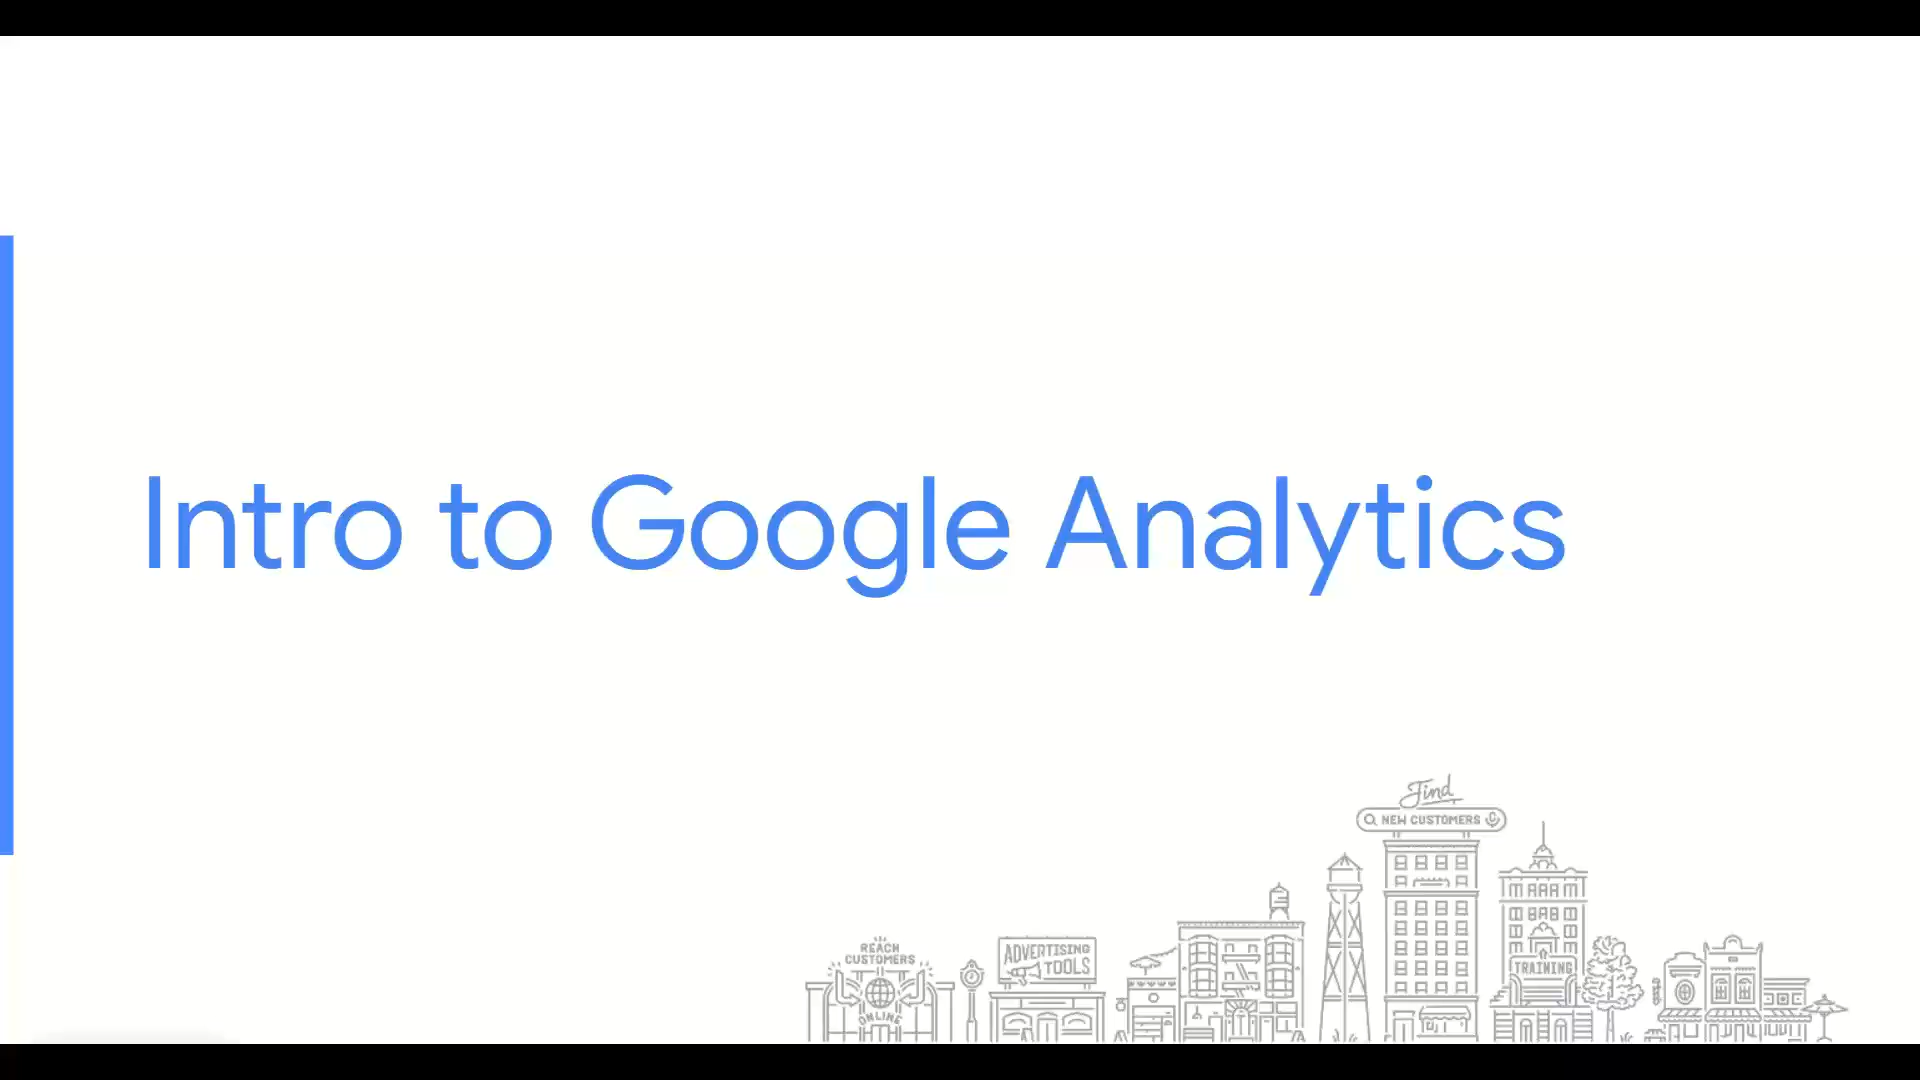 Intro to Google Analytics
Find
NEW CUSTOMERS
REACH
CUSTOMERS
ONLINE
ADVERTISING
TOOLS
TRAINING